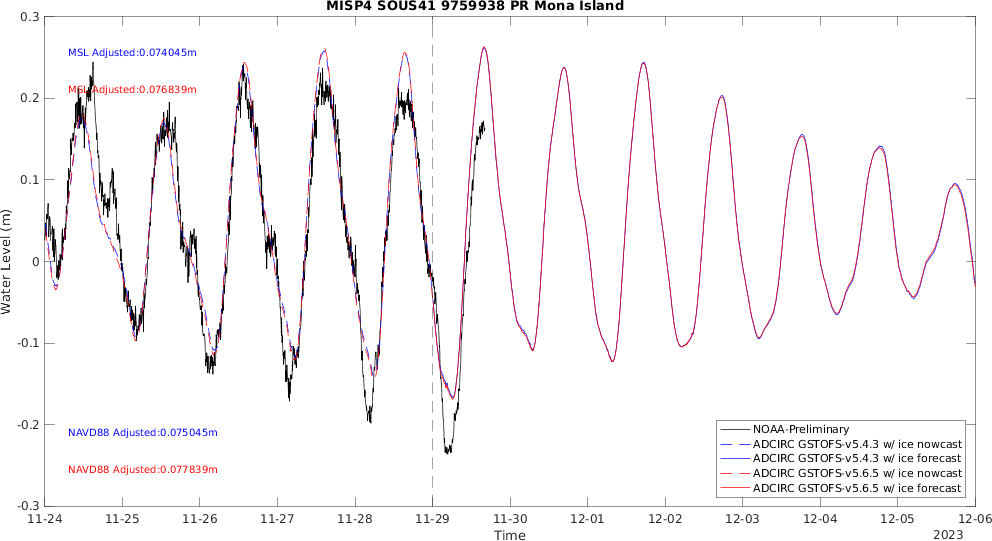 MISP4 SOUS41 9759938 PR Mona Island
0.3
0.2
0.1
0
-0.1
-0.2
-0.3
Water Level (m)
MSL Adjusted:0.074045m
MSL Adjusted:0.076839m
NAVD88 Adjusted:0.075045m
NAVD88 Adjusted:0.077839m
NOAA-Preliminary
ADCIRC GSTOFS-v5.4.3 w/ ice nowcast
ADCIRC GSTOFS-v5.4.3 w/ ice forecast
ADCIRC GSTOFS-v5.6.5 w/ ice nowcast
ADCIRC GSTOFS-v5.6.5 w/ ice forecast
11-24 11-25 11-26 11-27 11-28 11-29 11-30 12-01 12-02 12-03 12-04 12-05 12-06
Time
2023